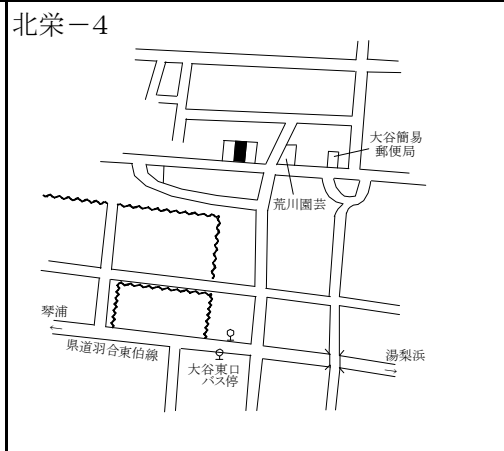 北栄－4
大谷簡易
郵便局
荒川園芸
琴浦
←
県道羽合東伯線
大谷東口
バス停
湯梨浜
→